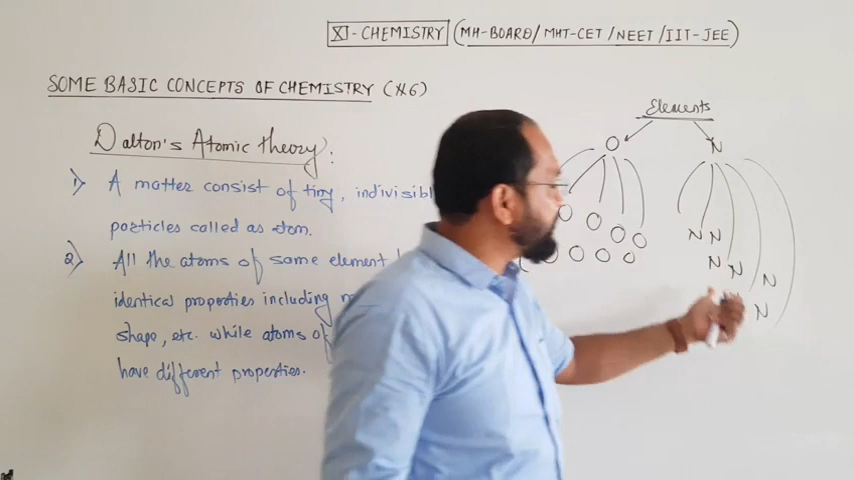 XI - CHEMISTRY (MH-BOARD/ MHT-CET /NEET /IIT-JEE)
SOME BASIC CONCEPTS OF CHEMISTRY (#6)
Elements
Dalton's Atomic theory:
O N
1) A matter consist of tiny, indivisibl
particles called as atom.
O O O O
N N
2) All the atoms of same element
O O O O
N N N
identical properties including
N
shape, etc. while atoms of
have different properties.